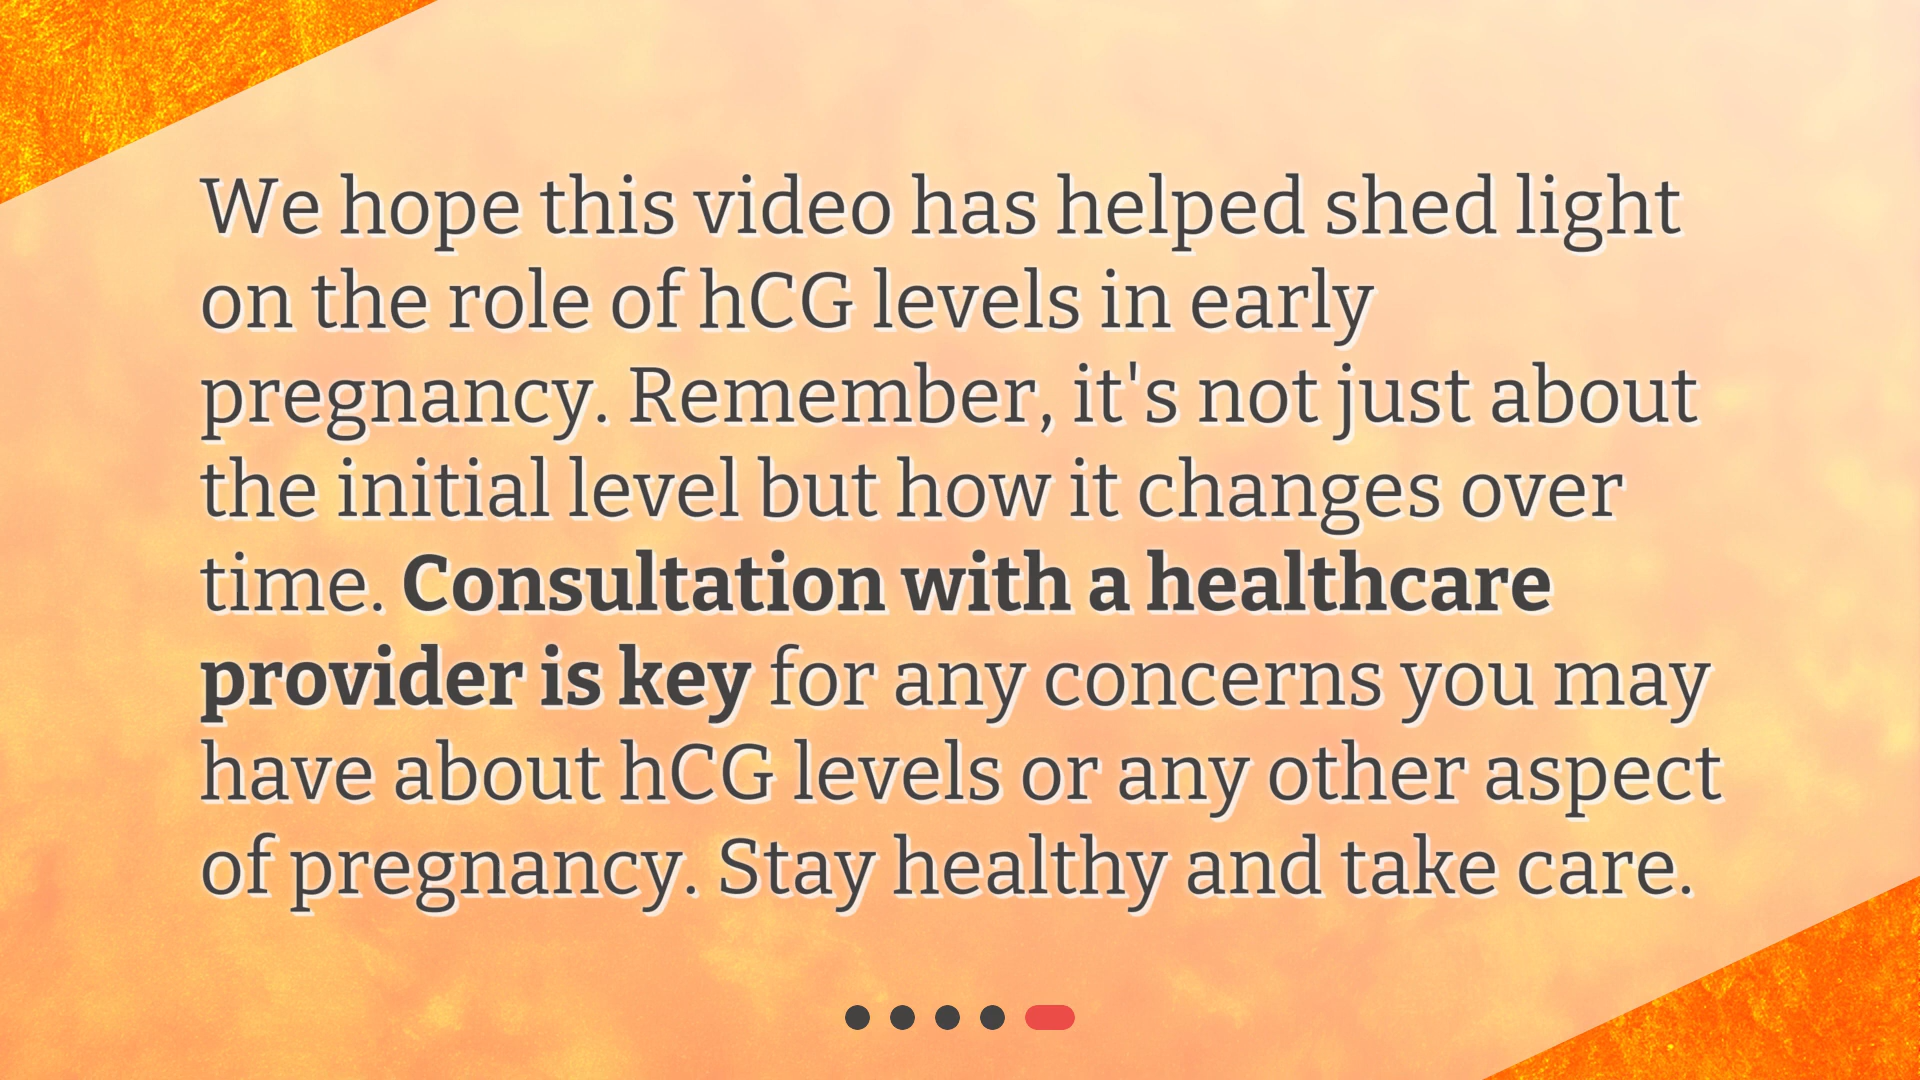 We hope this video has helped shed light
on the role of hCG levels in early
pregnancy. Remember, it's not just about
the initial level but how it changes over
time. Consultation with a healthcare
provider is key for any concerns you may
have about hCG levels or any other aspect
of pregnancy. Stay healthy and take care.